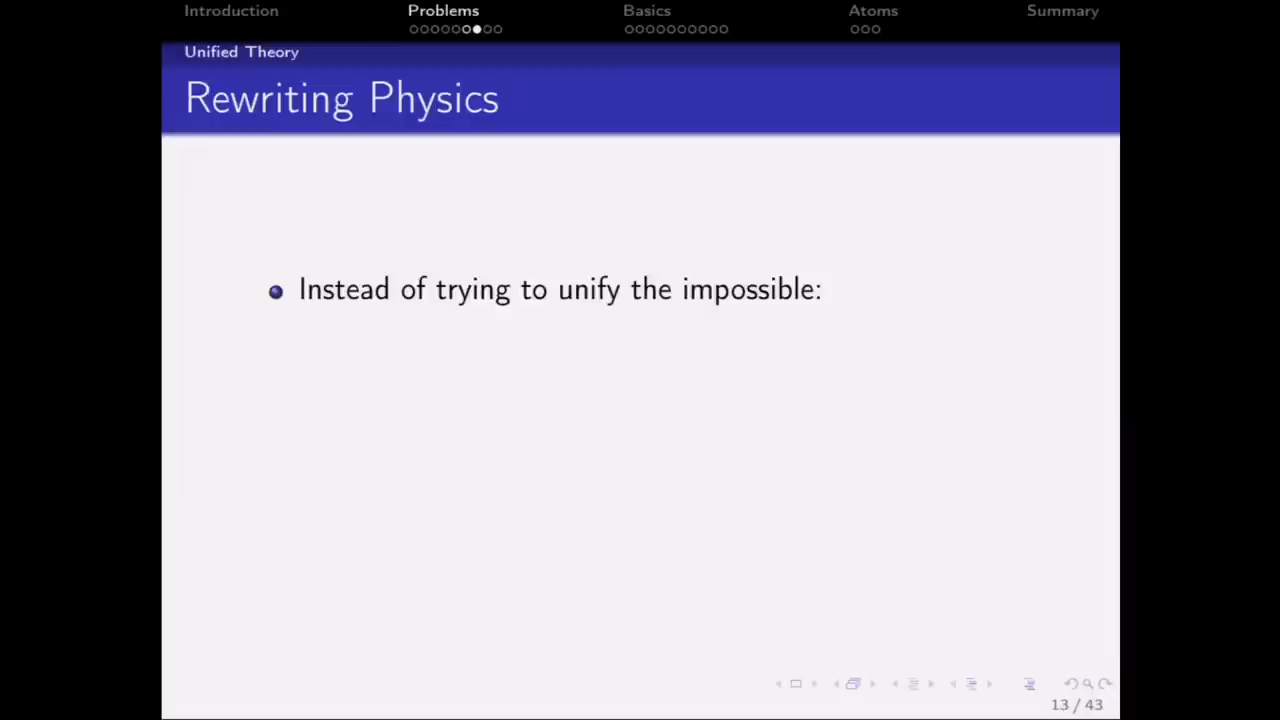 Introduction Problems Basics Atoms Summary
Unified Theory
Rewriting Physics
Instead of trying to unify the impossible:
13 / 43